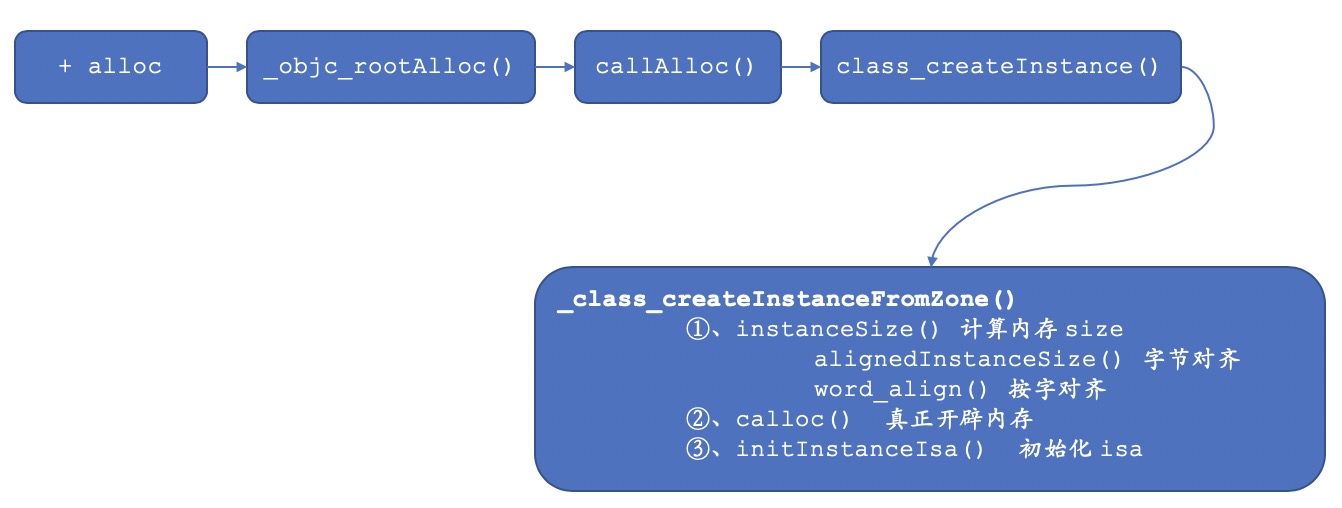 + alloc
_objc_rootAlloc()
callAlloc()
class_createInstance()
_class_createInstanceFromZone()
①、instanceSize() 计算内存 size
alignedInstanceSize() 字节对齐
word_align() 按字对齐
②、calloc() 真正开辟内存
③、initInstanceIsa() 初始化 isa